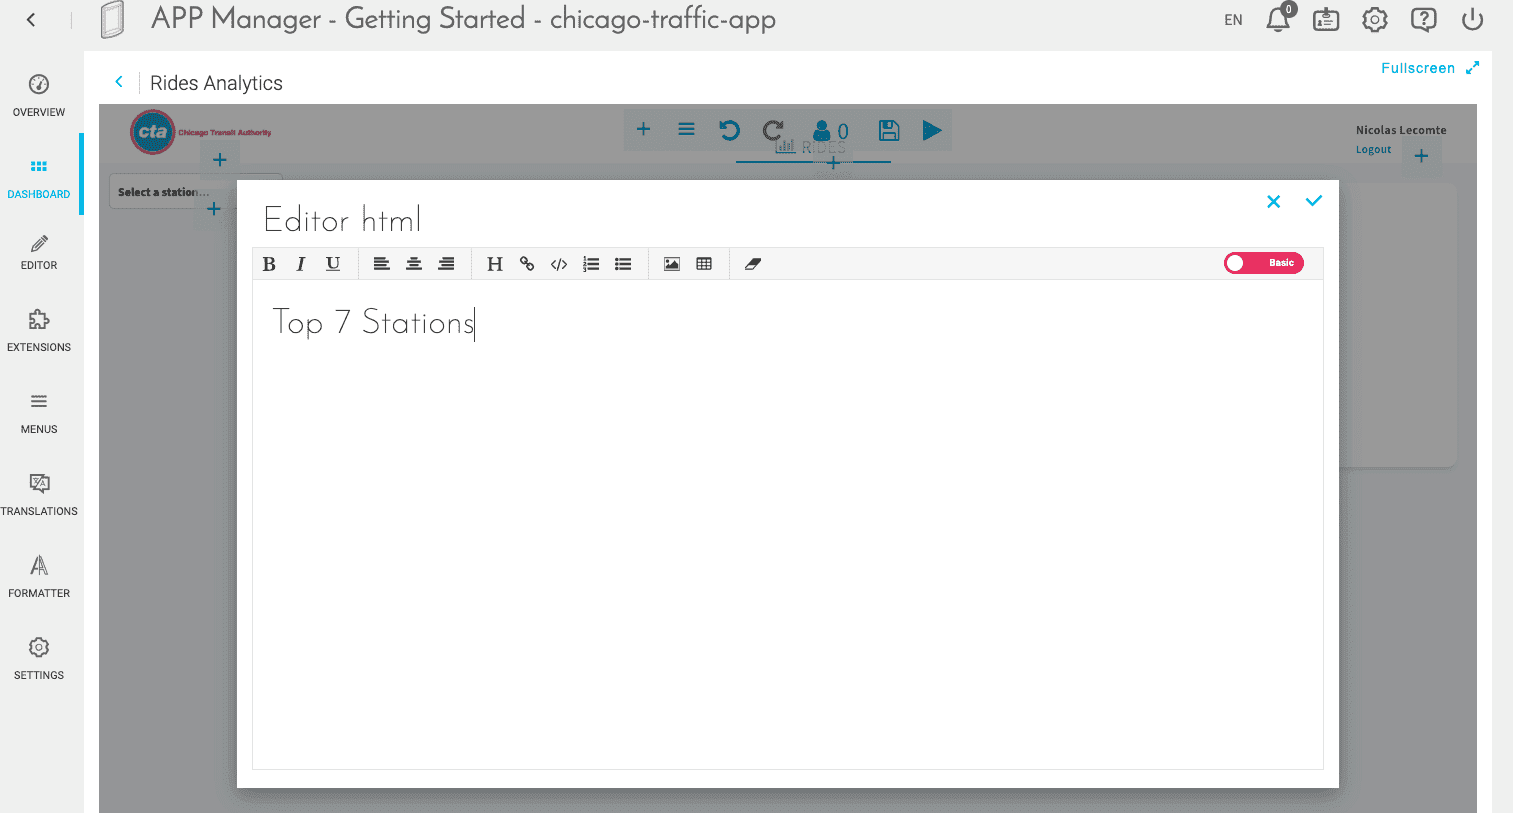 APP Manager - Getting Started - chicago-traffic-app
EN
0
Fullscreen
Rides Analytics
OVERVIEW
DASHBOARD
EDITOR
EXTENSIONS
MENUS
TRANSLATIONS
FORMATTER
SETTINGS
cta Chicago Transit Authority
0
RIDES
Nicolas Lecomte
Logout
Select a station...
Editor html
B I U H
Basic
Top 7 Stations